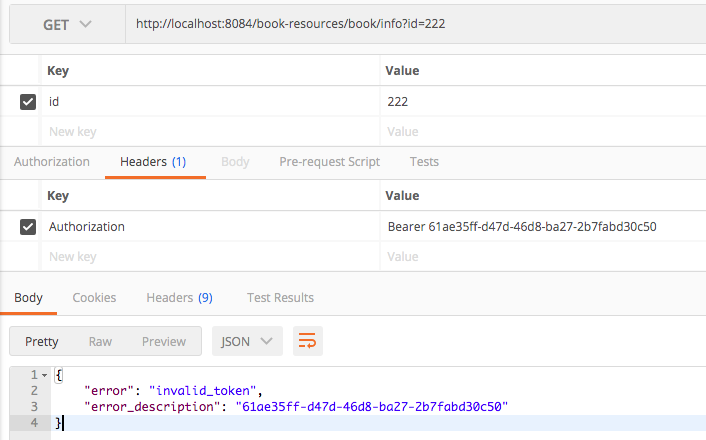 GET http://localhost:8084/book-resources/book/info?id=222
Key Value
id 222
New key Value
Authorization Headers (1) Body Pre-request Script Tests
Key Value
Authorization Bearer 61ae35ff-d47d-46d8-ba27-2b7fabd30c50
New key Value
Body Cookies Headers (9) Test Results
Pretty Raw Preview JSON
1 {
2 "error": "invalid_token",
3 "error_description": "61ae35ff-d47d-46d8-ba27-2b7fabd30c50"
4 }